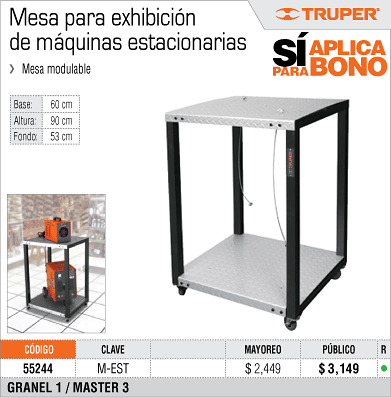 Mesa para exhibición
de máquinas estacionarias
› Mesa modulable
TRUPER®
SÍ APLICA
PARA BONO
Base: 60 cm
Altura: 90 cm
Fondo: 53 cm
TRUPER
CÓDIGO CLAVE MAYOREO PÚBLICO R
55244 M-EST $ 2,449 $ 3,149 ●
GRANEL 1 / MASTER 3